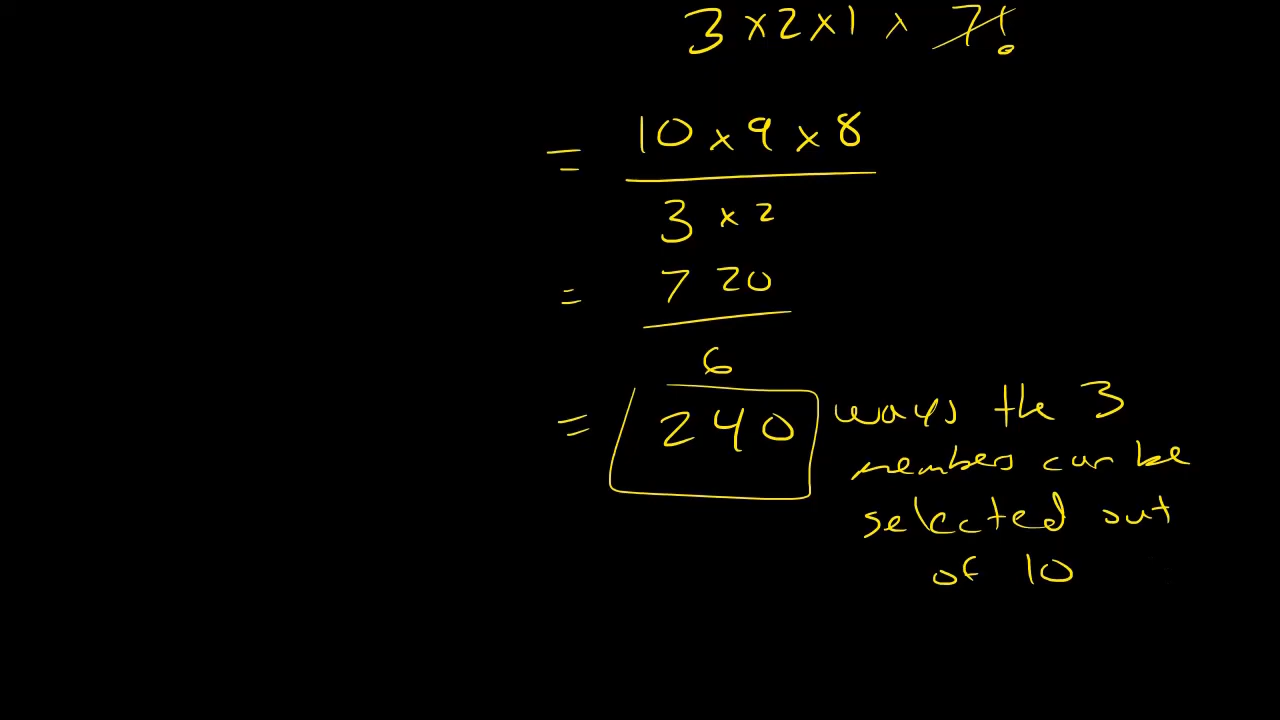 3 × 2 × 1 × 7!
= 10 × 9 × 8
3 × 2
= 720
6
= 240 ways the 3
members can be
selected out
of 10